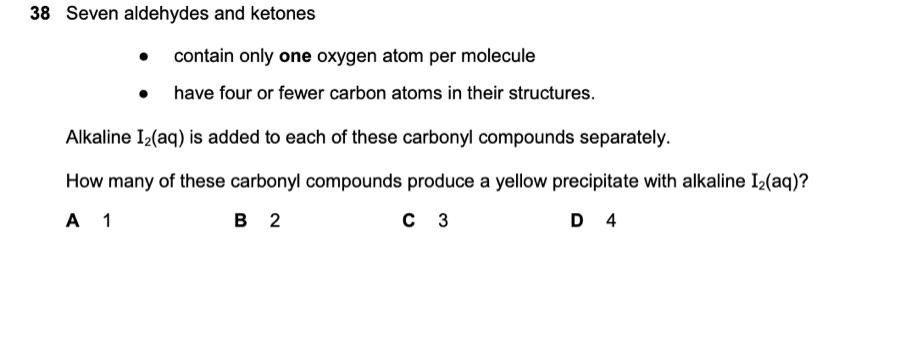 38 Seven aldehydes and ketones
• contain only one oxygen atom per molecule
• have four or fewer carbon atoms in their structures.
Alkaline I₂(aq) is added to each of these carbonyl compounds separately.
How many of these carbonyl compounds produce a yellow precipitate with alkaline I₂(aq)?
A 1 B 2 C 3 D 4